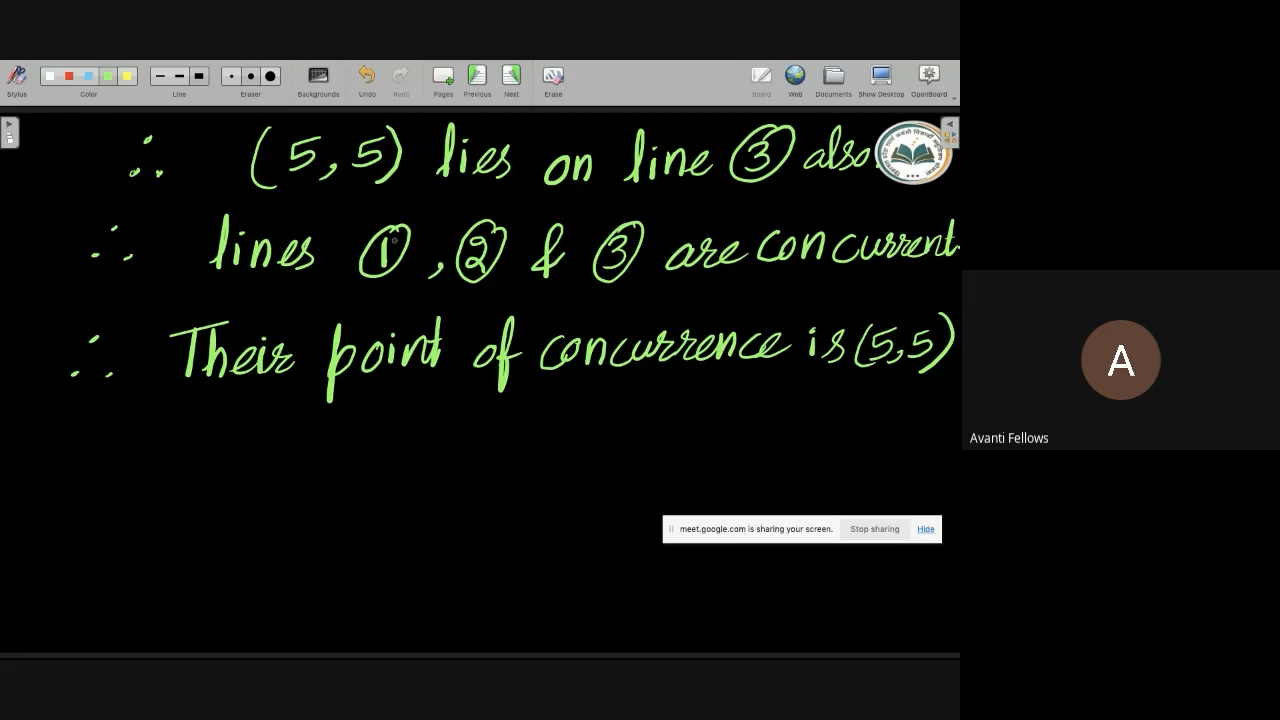 Stylus Color Line Eraser Backgrounds Undo Redo Pages Previous Next Erase Board Web Documents Show Desktop OpenBoard
∴ (5,5) lies on line ③ also.
∴ lines ①, ② & ③ are concurrent.
∴ Their point of concurrence is (5,5)
A
Avanti Fellows
meet.google.com is sharing your screen. Stop sharing Hide